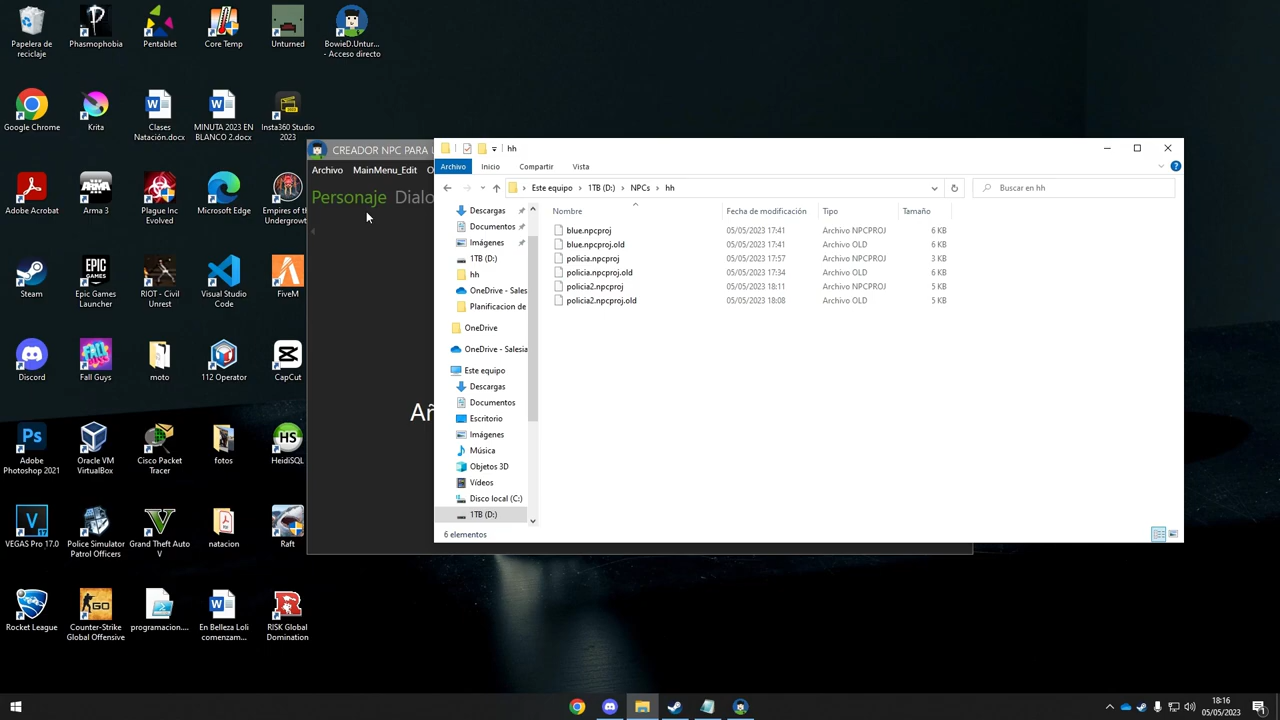 Papelera de
reciclaje
Phasmophobia
Pentablet
Core Temp
Unturned
BowieD.Untur...
- Acceso directo
Google Chrome
Krita
Clases
Natación.docx
MINUTA 2023 EN
BLANCO 2.docx
Insta360 Studio
2023
Adobe Acrobat
Arma 3
Plague Inc
Evolved
Microsoft Edge
Empires of the
Undergrowth
Steam
Epic Games
Launcher
RIOT - Civil
Unrest
Visual Studio
Code
FiveM
Discord
Fall Guys
moto
112 Operator
CapCut
Adobe
Photoshop 2021
Oracle VM
VirtualBox
Cisco Packet
Tracer
fotos
HeidiSQL
VEGAS Pro 17.0
Police Simulator
Patrol Officers
Grand Theft Auto
V
natacion
Raft
Rocket League
Counter-Strike
Global Offensive
programacion....
En Belleza Loli
comenzam...
RISK Global
Domination
CREADOR NPC PARA
Archivo MainMenu_Edit
Personaje Dialo
Añ
hh
Archivo Inicio Compartir Vista
Este equipo > 1TB (D:) > NPCs > hh
Buscar en hh
Descargas
Documentos
Imágenes
1TB (D:)
hh
OneDrive - Sales
Planificacion de
OneDrive
OneDrive - Salesia
Este equipo
Descargas
Documentos
Escritorio
Imágenes
Música
Objetos 3D
Vídeos
Disco local (C:)
1TB (D:)
Nombre Fecha de modificación Tipo Tamaño
blue.npcproj 05/05/2023 17:41 Archivo NPCPROJ 6 KB
blue.npcproj.old 05/05/2023 17:41 Archivo OLD 6 KB
policia.npcproj 05/05/2023 17:57 Archivo NPCPROJ 3 KB
policia.npcproj.old 05/05/2023 17:34 Archivo OLD 6 KB
policia2.npcproj 05/05/2023 18:11 Archivo NPCPROJ 5 KB
policia2.npcproj.old 05/05/2023 18:08 Archivo OLD 5 KB
6 elementos
18:16
05/05/2023